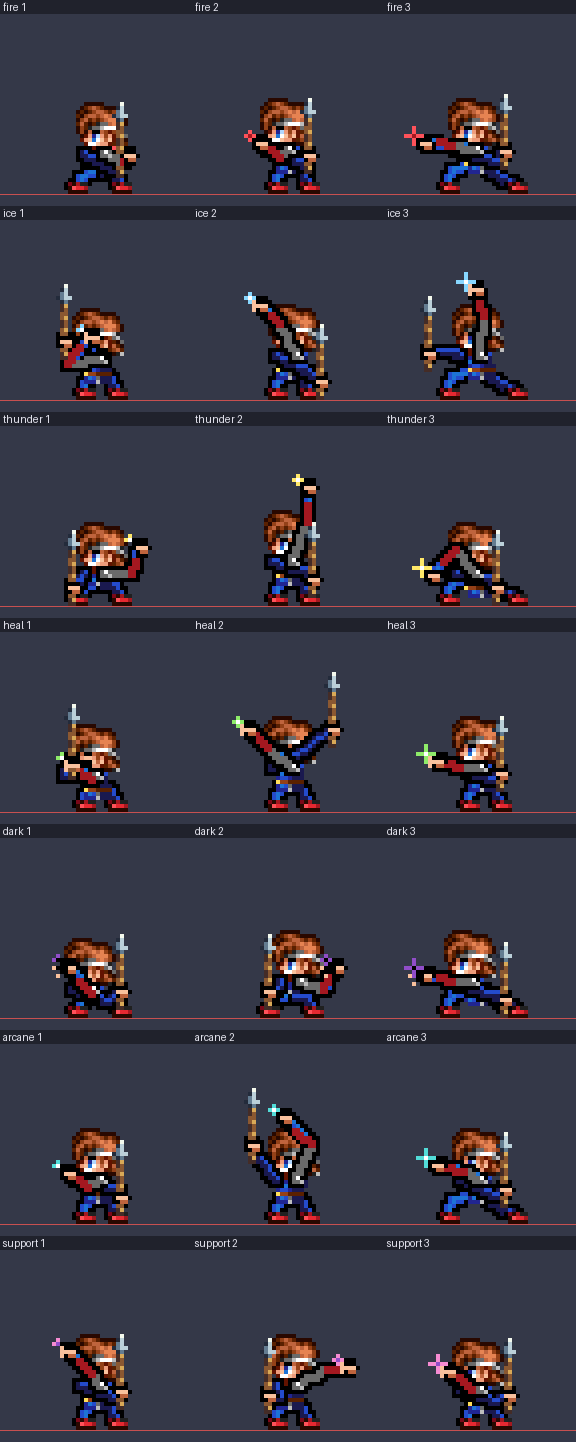 fire 1 fire 2 fire 3
ice 1 ice 2 ice 3
thunder 1 thunder 2 thunder 3
heal 1 heal 2 heal 3
dark 1 dark 2 dark 3
arcane 1 arcane 2 arcane 3
support 1 support 2 support 3